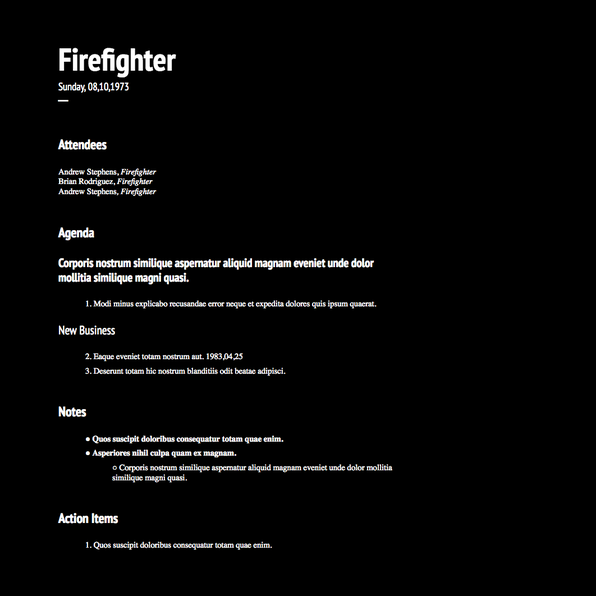 Firefighter
Sunday, 08,10,1973
Attendees
Andrew Stephens, Firefighter
Brian Rodriguez, Firefighter
Andrew Stephens, Firefighter
Agenda
Corporis nostrum similique aspernatur aliquid magnam eveniet unde dolor
mollitia similique magni quasi.
1. Modi minus explicabo recusandae error neque et expedita dolores quis ipsum quaerat.
New Business
2. Eaque eveniet totam nostrum aut. 1983,04,25
3. Deserunt totam hic nostrum blanditiis odit beatae adipisci.
Notes
● Quos suscipit doloribus consequatur totam quae enim.
● Asperiores nihil culpa quam ex magnam.
○ Corporis nostrum similique aspernatur aliquid magnam eveniet unde dolor mollitia
similique magni quasi.
Action Items
1. Quos suscipit doloribus consequatur totam quae enim.